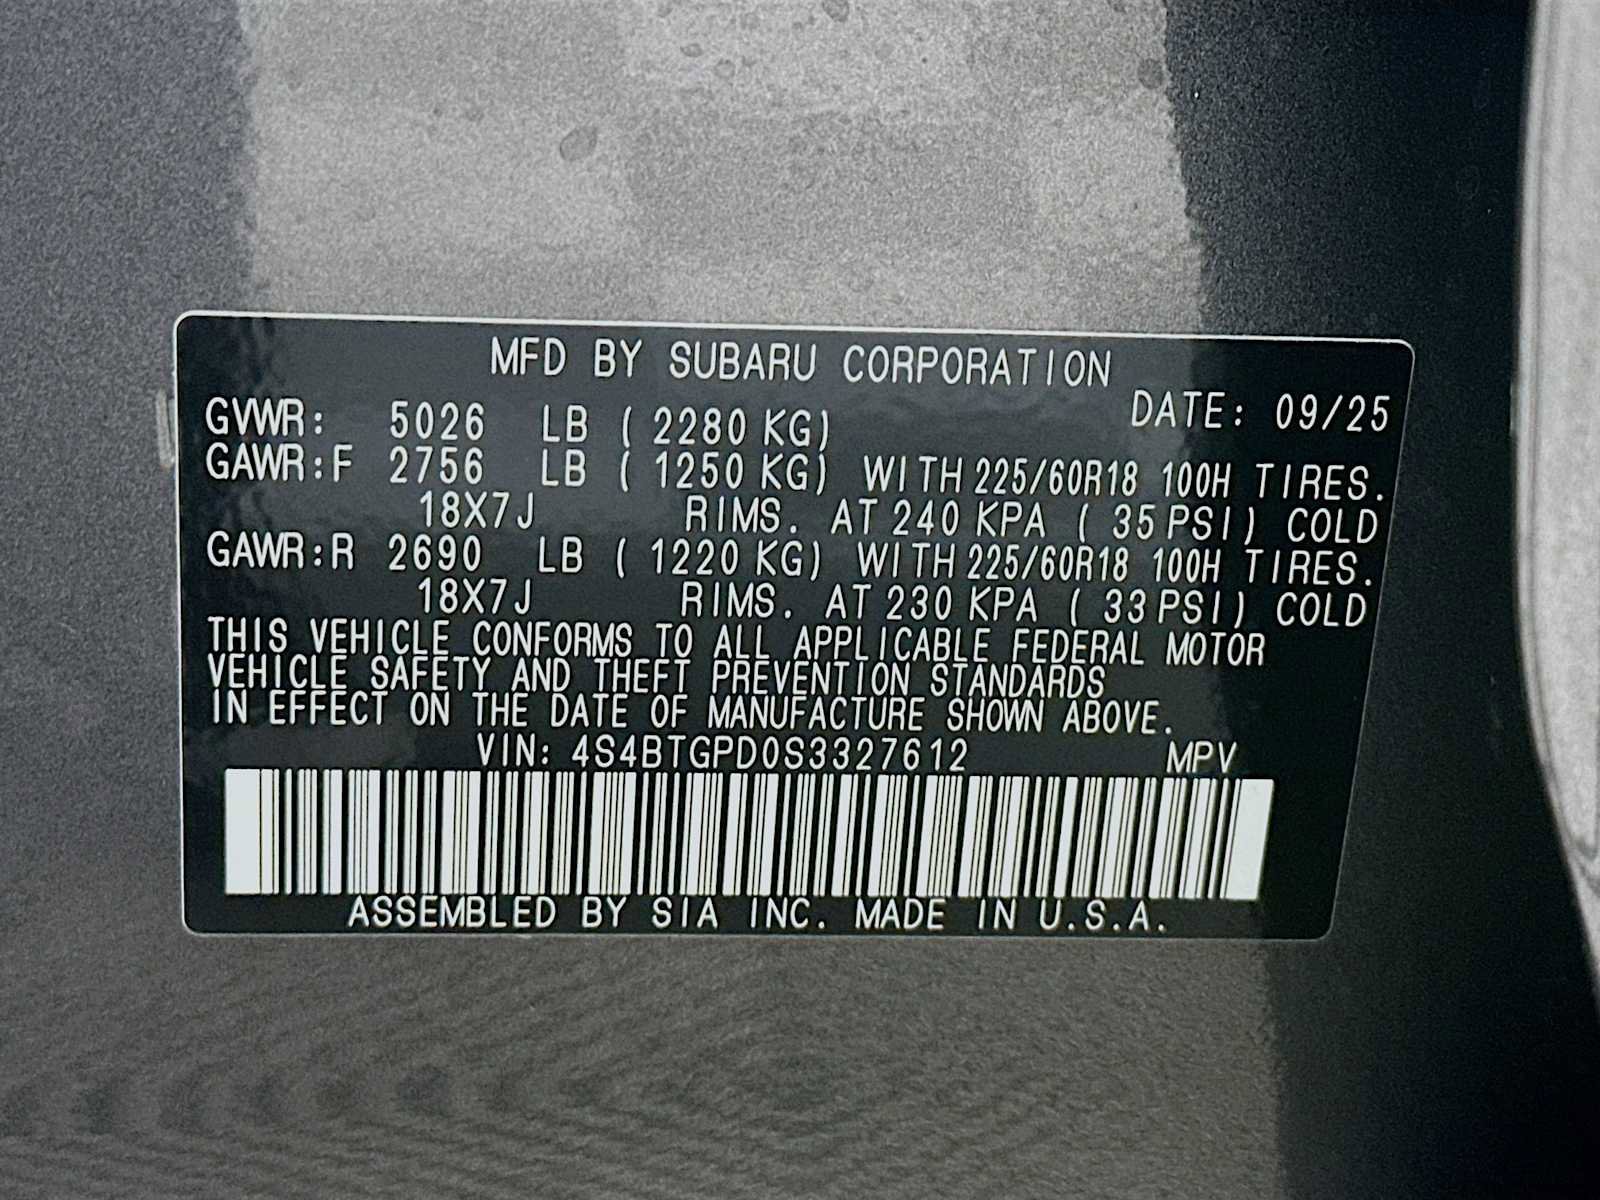 MFD BY SUBARU CORPORATION
DATE: 09/25
GVWR: 5026 LB ( 2280 KG)
GAWR:F 2756 LB ( 1250 KG) WITH 225/60R18 100H TIRES.
18X7J RIMS. AT 240 KPA ( 35 PSI) COLD
GAWR:R 2690 LB ( 1220 KG) WITH 225/60R18 100H TIRES.
18X7J RIMS. AT 230 KPA ( 33 PSI) COLD
THIS VEHICLE CONFORMS TO ALL APPLICABLE FEDERAL MOTOR
VEHICLE SAFETY AND THEFT PREVENTION STANDARDS
IN EFFECT ON THE DATE OF MANUFACTURE SHOWN ABOVE.
VIN: 4S4BTGPD0S3327612 MPV
ASSEMBLED BY SIA INC. MADE IN U.S.A.